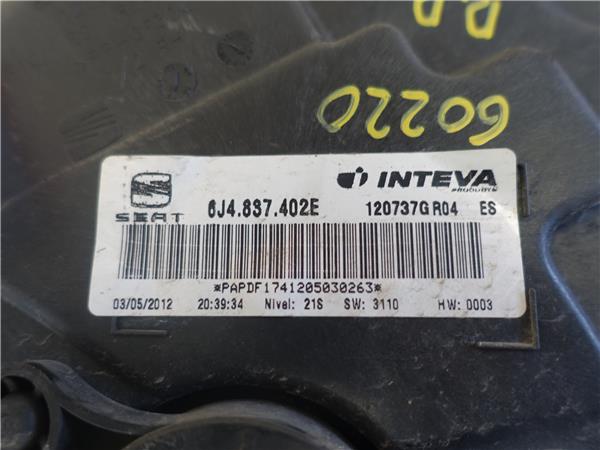 60220
SEAT
6J4.837.402E
INTEVA
PRODUCTS
120737G R04 ES
*PAPDF1741205030263*
03/05/2012 20:39:34 Nivel: 21S SW: 3110 HW: 0003